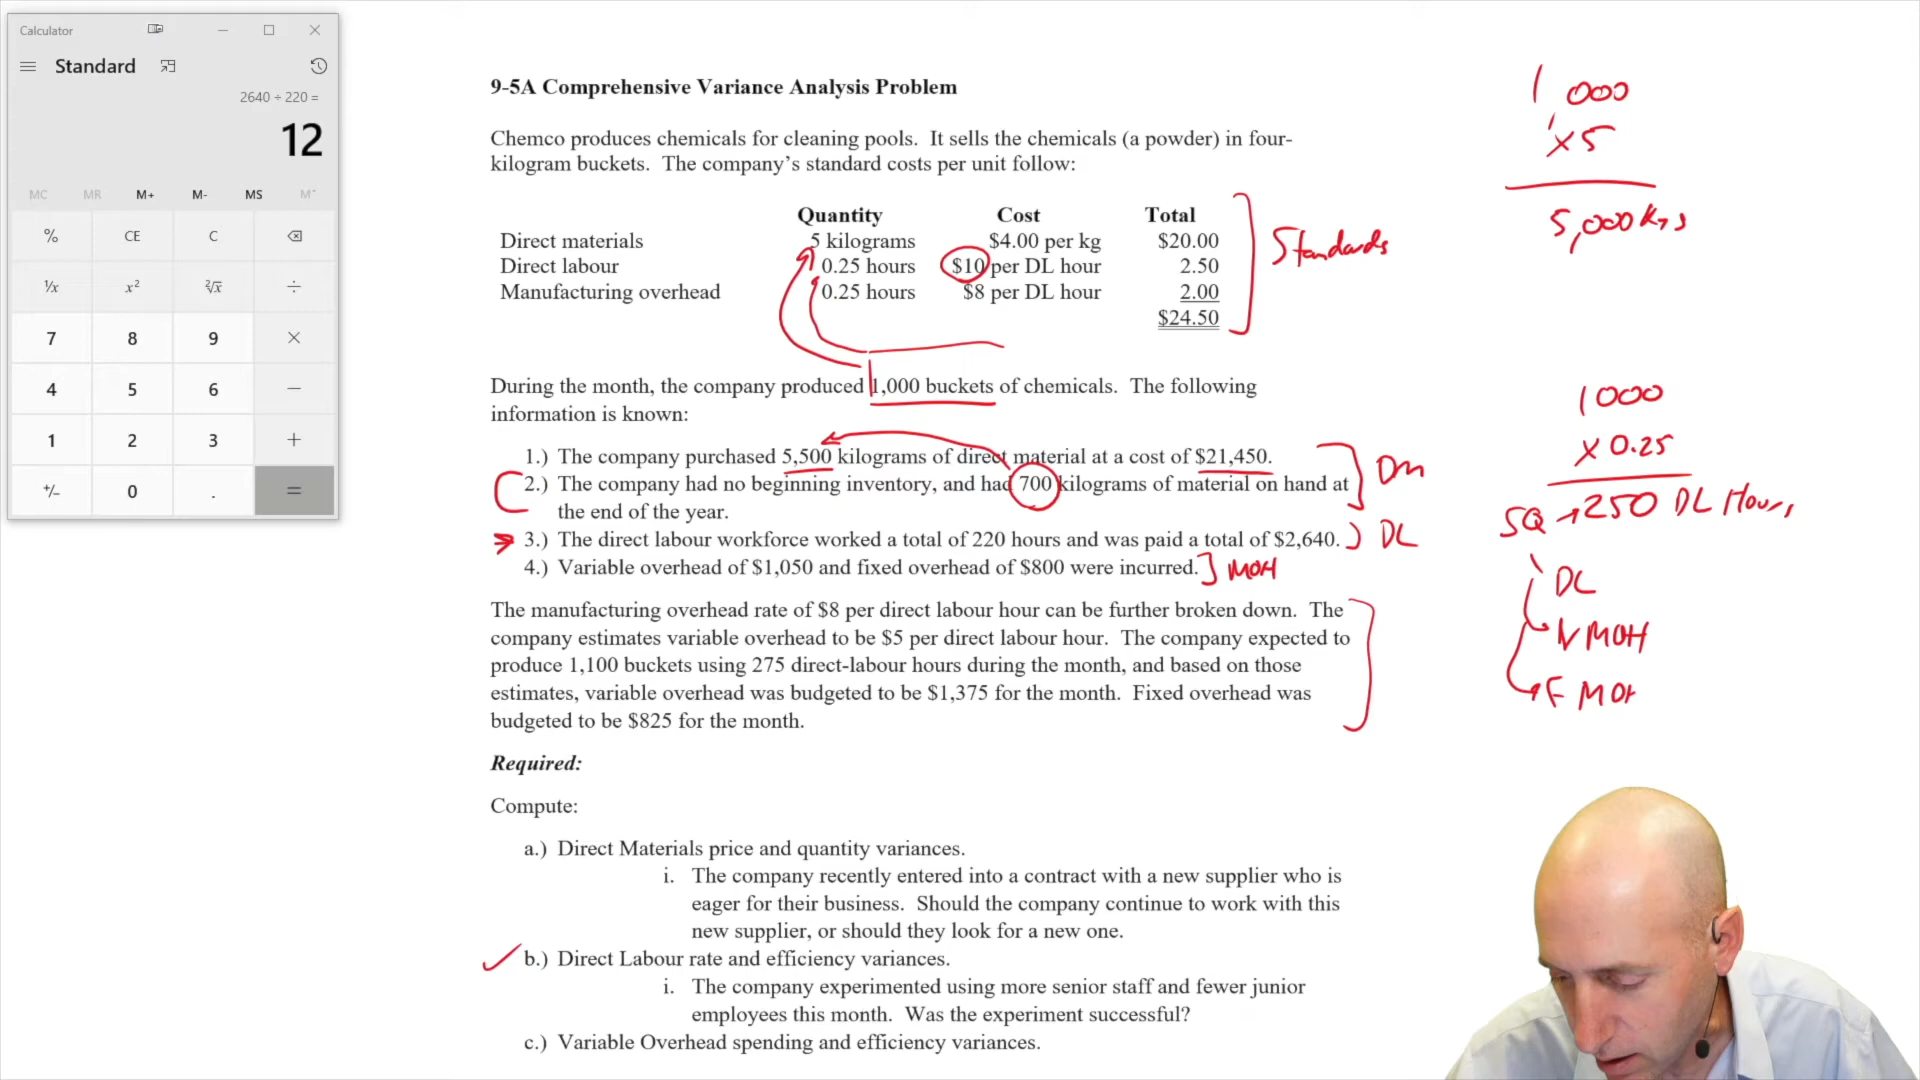 Calculator
Standard
2640 ÷ 220 =
12
MC MR M+ M- MS M˅
% CE C
¹/x x² ²√x ÷
7 8 9 ×
4 5 6 −
1 2 3 +
+/− 0 . =
9-5A Comprehensive Variance Analysis Problem
Chemco produces chemicals for cleaning pools. It sells the chemicals (a powder) in four-
kilogram buckets. The company's standard costs per unit follow:
Quantity Cost Total
Direct materials 5 kilograms $4.00 per kg $20.00
Direct labour 0.25 hours $10 per DL hour 2.50
Manufacturing overhead 0.25 hours $8 per DL hour 2.00
$24.50
Standards
During the month, the company produced 1,000 buckets of chemicals. The following
information is known:
1.) The company purchased 5,500 kilograms of direct material at a cost of $21,450.
2.) The company had no beginning inventory, and had 700 kilograms of material on hand at
the end of the year.
DM
3.) The direct labour workforce worked a total of 220 hours and was paid a total of $2,640. DL
4.) Variable overhead of $1,050 and fixed overhead of $800 were incurred. MOH
The manufacturing overhead rate of $8 per direct labour hour can be further broken down. The
company estimates variable overhead to be $5 per direct labour hour. The company expected to
produce 1,100 buckets using 275 direct-labour hours during the month, and based on those
estimates, variable overhead was budgeted to be $1,375 for the month. Fixed overhead was
budgeted to be $825 for the month.
Required:
Compute:
a.) Direct Materials price and quantity variances.
i. The company recently entered into a contract with a new supplier who is
eager for their business. Should the company continue to work with this
new supplier, or should they look for a new one.
b.) Direct Labour rate and efficiency variances.
i. The company experimented using more senior staff and fewer junior
employees this month. Was the experiment successful?
c.) Variable Overhead spending and efficiency variances.
1,000
x 5
5,000 kgs
1000
x 0.25
SQ → 250 DL Hours
DL
V MOH
F MOH